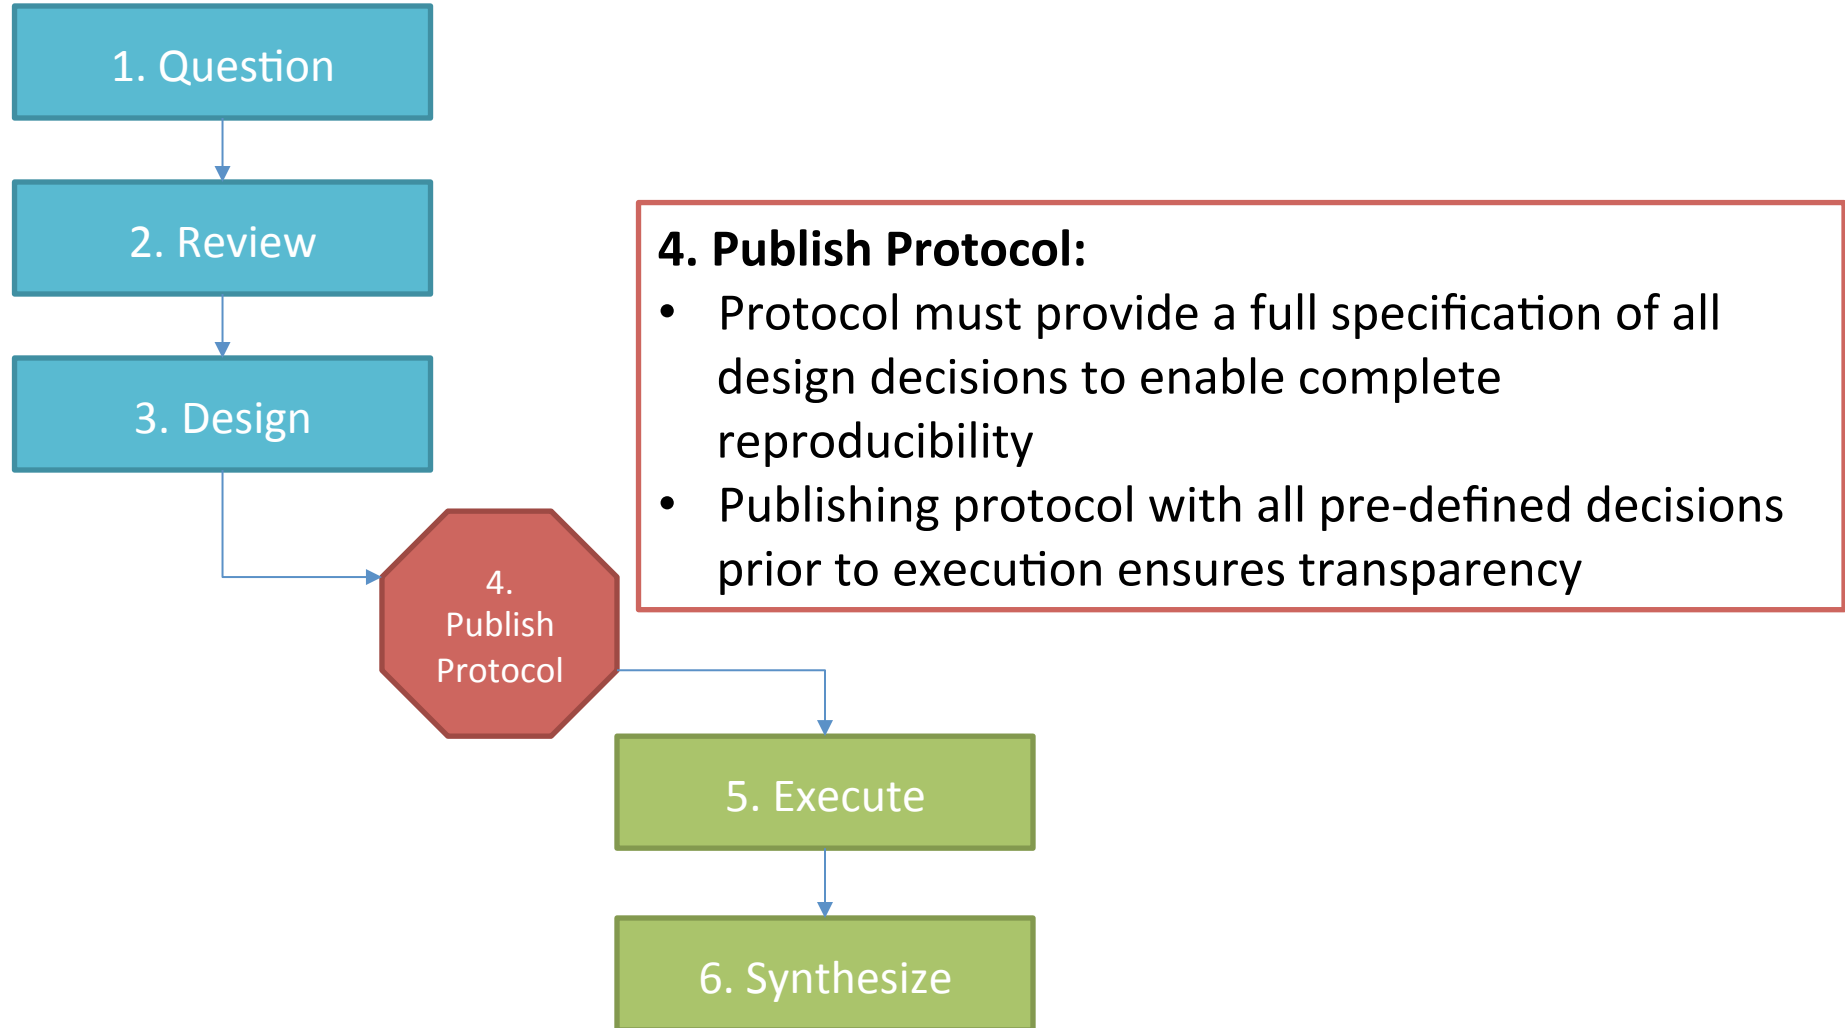 1. Question
2. Review
3. Design
4.
Publish
Protocol
4. Publish Protocol:
• Protocol must provide a full specification of all
design decisions to enable complete
reproducibility
• Publishing protocol with all pre-defined decisions
prior to execution ensures transparency
5. Execute
6. Synthesize